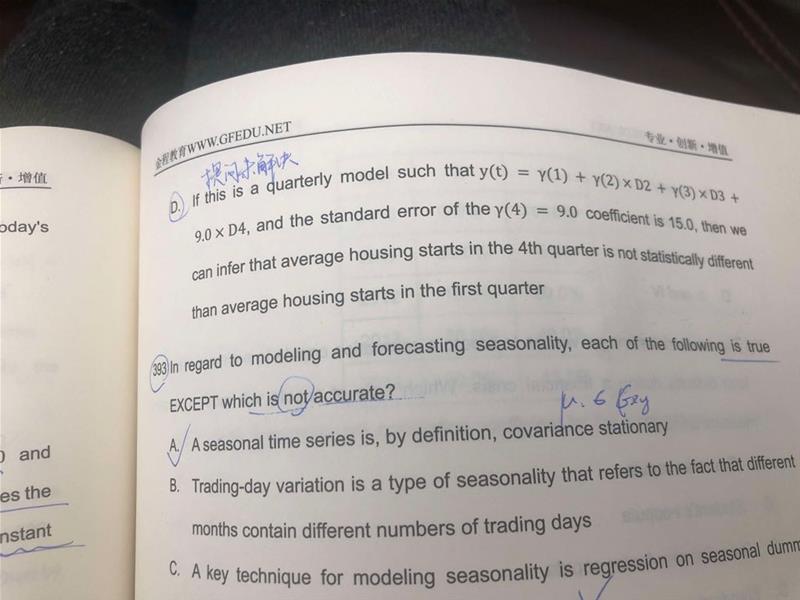 · 增值
oday's
and
es the
nstant
金程教育WWW.GFEDU.NET
专业·创新·增值
提问未解决
D. If this is a quarterly model such that y(t) = γ(1) + γ(2) × D2 + γ(3) × D3 +
9.0 × D4, and the standard error of the γ(4) = 9.0 coefficient is 15.0, then we
can infer that average housing starts in the 4th quarter is not statistically different
than average housing starts in the first quarter
393 In regard to modeling and forecasting seasonality, each of the following is true
EXCEPT which is not accurate?
A. A seasonal time series is, by definition, covariance stationary
B. Trading-day variation is a type of seasonality that refers to the fact that different
months contain different numbers of trading days
C. A key technique for modeling seasonality is regression on seasonal dumm